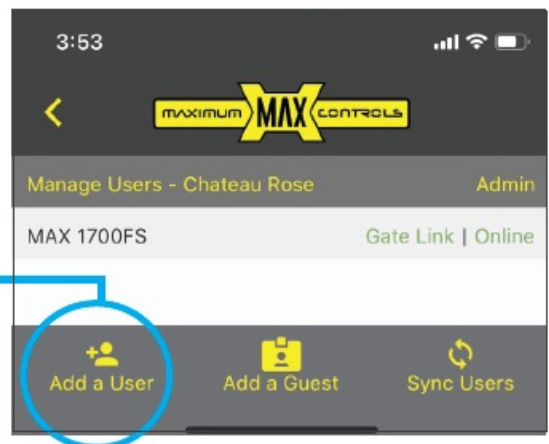 3:53
MAXIMUM MAX CONTROLS
Manage Users - Chateau Rose Admin
MAX 1700FS Gate Link | Online
Add a User Add a Guest Sync Users